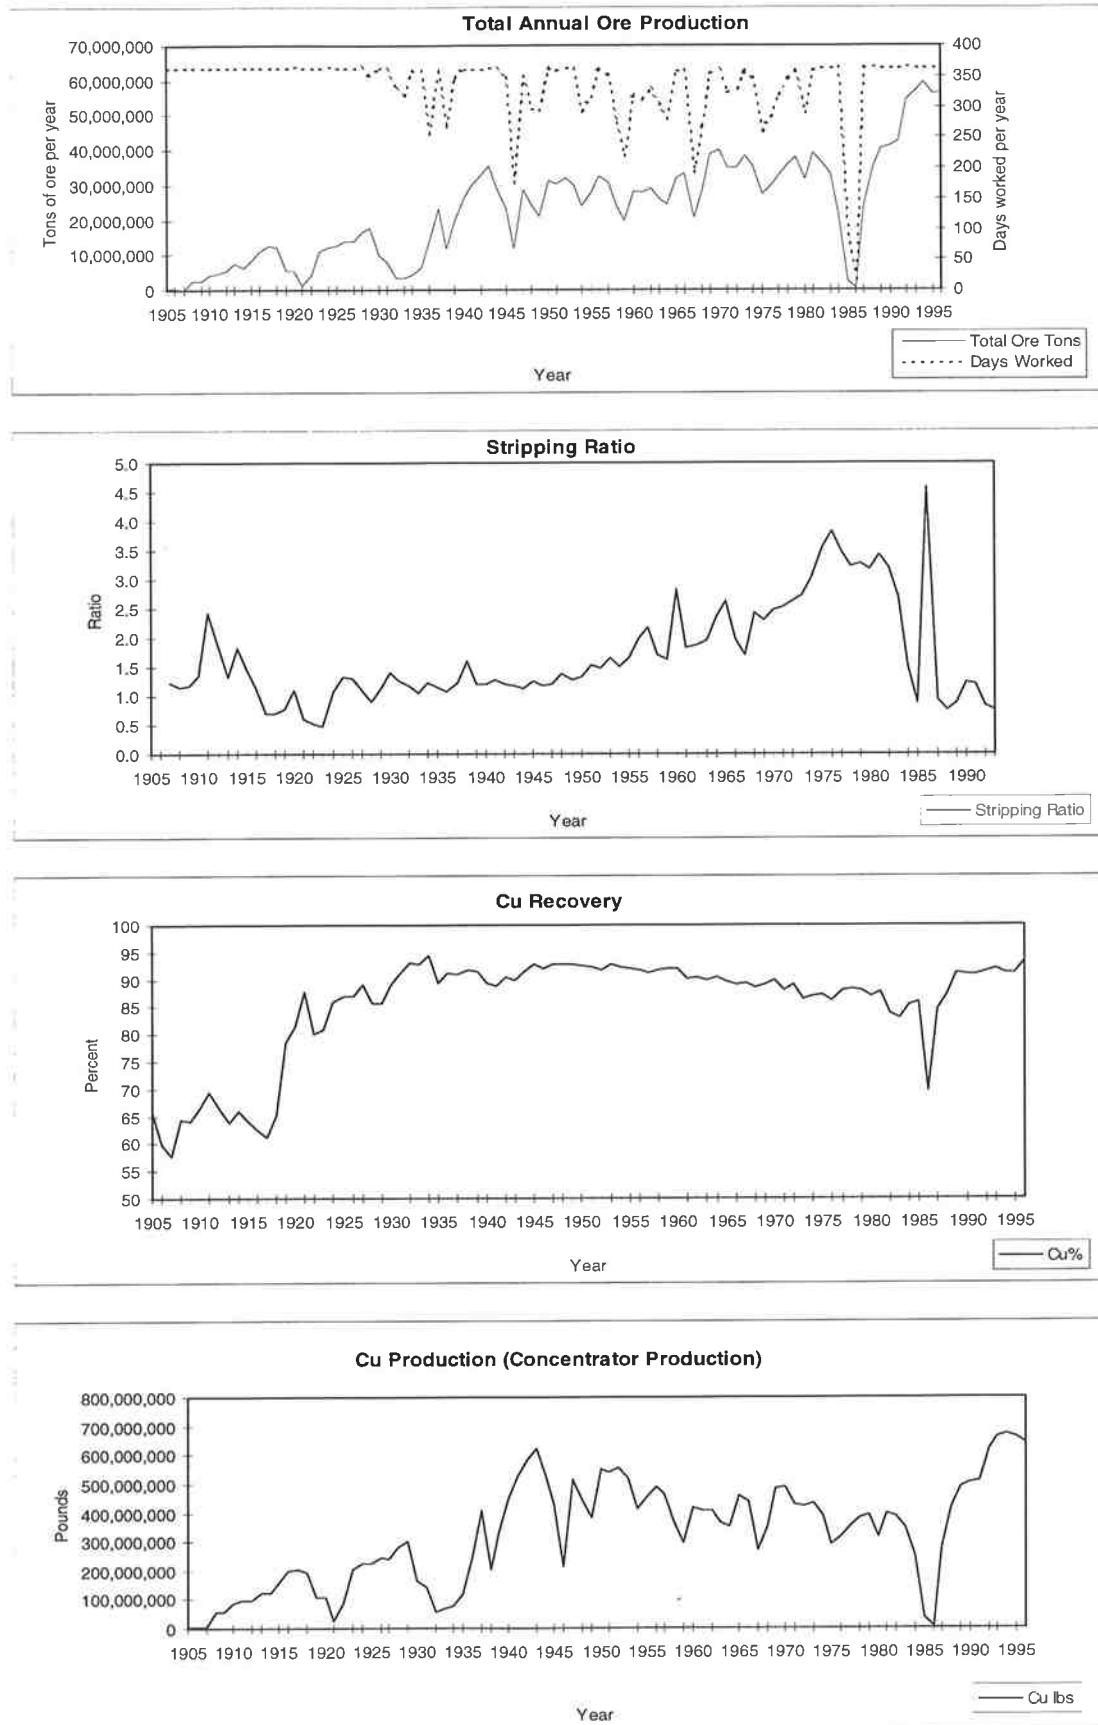 Total Annual Ore Production
70,000,000
60,000,000
50,000,000
40,000,000
30,000,000
20,000,000
10,000,000
0
Tons of ore per year
400
350
300
250
200
150
100
50
0
Days worked per year
1905 1910 1915 1920 1925 1930 1935 1940 1945 1950 1955 1960 1965 1970 1975 1980 1985 1990 1995
Year
Total Ore Tons
Days Worked
Stripping Ratio
5.0
4.5
4.0
3.5
3.0
2.5
2.0
1.5
1.0
0.5
0.0
Ratio
1905 1910 1915 1920 1925 1930 1935 1940 1945 1950 1955 1960 1965 1970 1975 1980 1985 1990
Year
Stripping Ratio
Cu Recovery
100
95
90
85
80
75
70
65
60
55
50
Percent
1905 1910 1915 1920 1925 1930 1935 1940 1945 1950 1955 1960 1965 1970 1975 1980 1985 1990 1995
Year
Cu%
Cu Production (Concentrator Production)
800,000,000
700,000,000
600,000,000
500,000,000
400,000,000
300,000,000
200,000,000
100,000,000
0
Pounds
1905 1910 1915 1920 1925 1930 1935 1940 1945 1950 1955 1960 1965 1970 1975 1980 1985 1990 1995
Year
Cu lbs